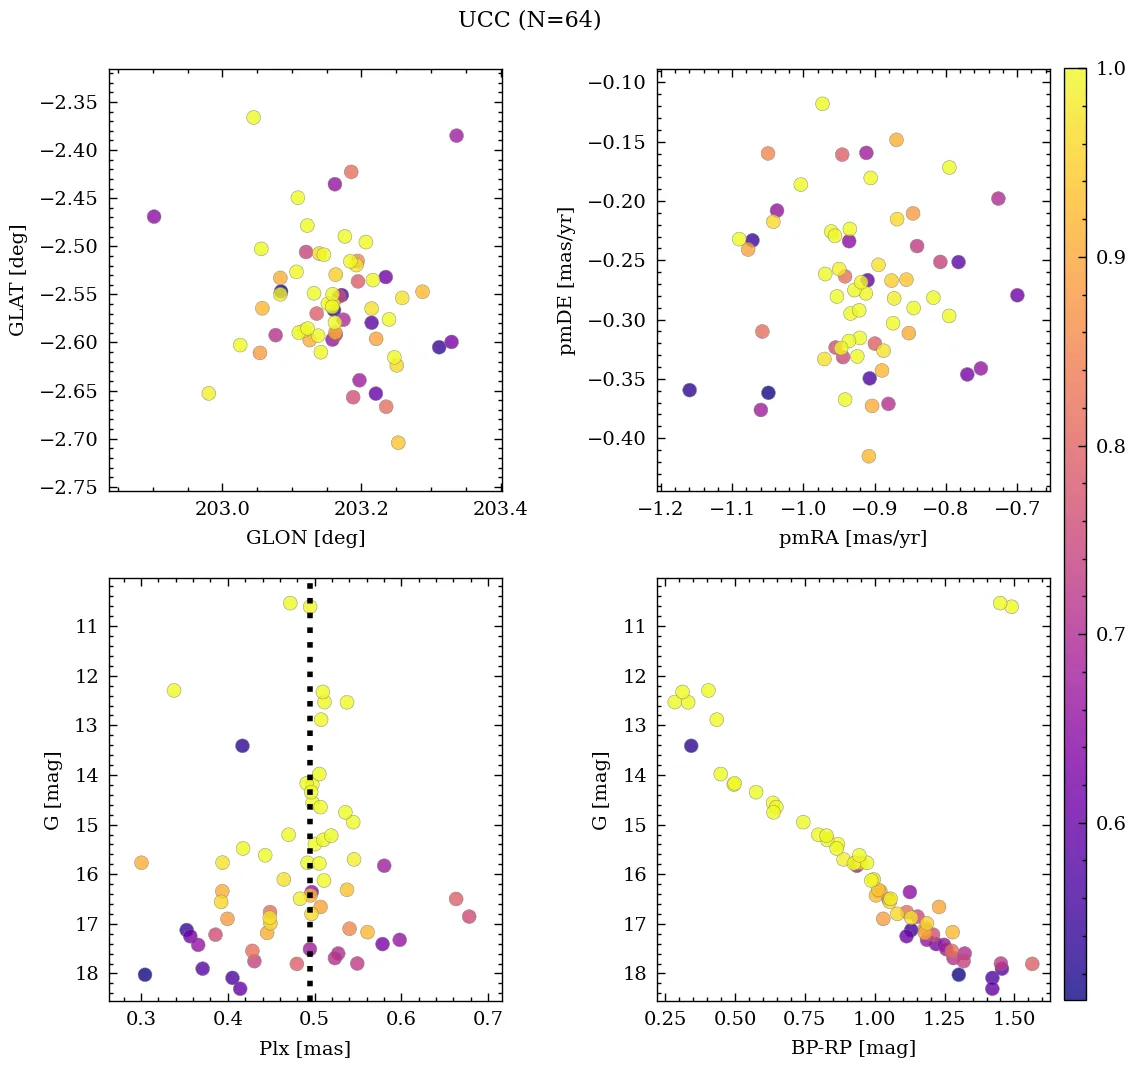 UCC (N=64)
−2.35
−2.40
−2.45
−2.50
−2.55
−2.60
−2.65
−2.70
−2.75
GLAT [deg]
203.0 203.2 203.4
GLON [deg]
−0.10
−0.15
−0.20
−0.25
−0.30
−0.35
−0.40
pmDE [mas/yr]
−1.2 −1.1 −1.0 −0.9 −0.8 −0.7
pmRA [mas/yr]
1.0
0.9
0.8
0.7
0.6
11
12
13
14
15
16
17
18
G [mag]
0.3 0.4 0.5 0.6 0.7
Plx [mas]
11
12
13
14
15
16
17
18
G [mag]
0.25 0.50 0.75 1.00 1.25 1.50
BP-RP [mag]